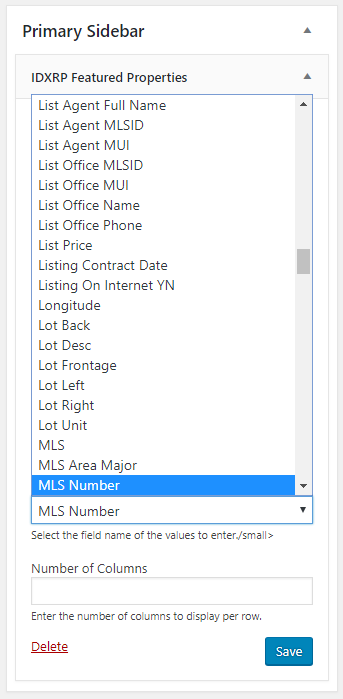 Primary Sidebar
IDXRP Featured Properties
List Agent Full Name
List Agent MLSID
List Agent MUI
List Office MLSID
List Office MUI
List Office Name
List Office Phone
List Price
Listing Contract Date
Listing On Internet YN
Longitude
Lot Back
Lot Desc
Lot Frontage
Lot Left
Lot Right
Lot Unit
MLS
MLS Area Major
MLS Number
MLS Number
Select the field name of the values to enter./small>
Number of Columns
Enter the number of columns to display per row.
Delete
Save